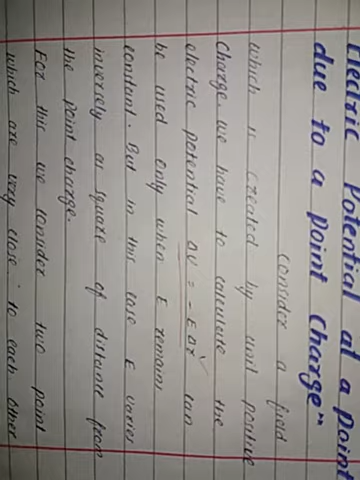 Electric Potential at a Point
due to a point Charge"
Consider a field
which is created by unit positive
Charge. we have to calculate the
electric potential ΔV = -EΔr can
be used only when E remain
constant. But in this case E varies
inversly as square of distance from
the point charge.
For this we consider two point
which are very close to each other